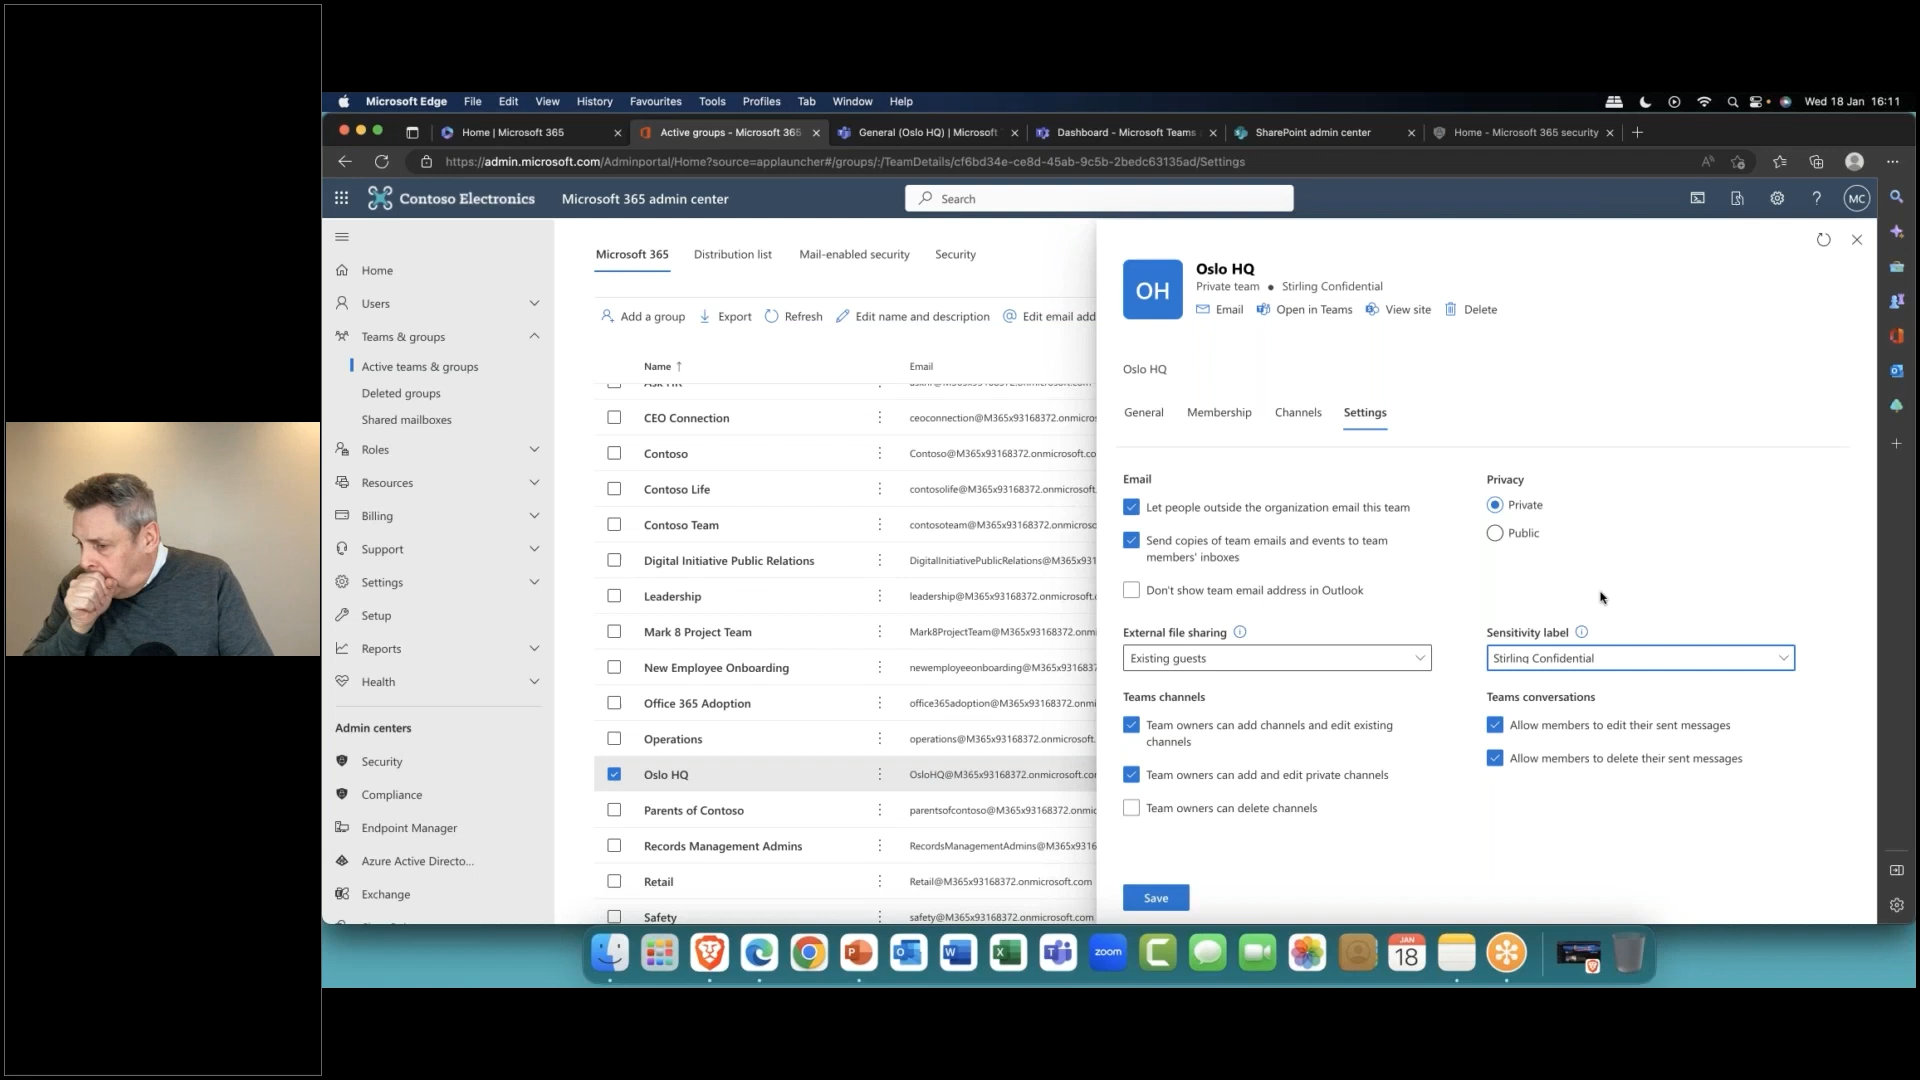 Microsoft Edge File Edit View History Favourites Tools Profiles Tab Window Help
Wed 18 Jan 16:11
Home | Microsoft 365
Active groups - Microsoft 365
General (Oslo HQ) | Microsoft
Dashboard - Microsoft Teams
SharePoint admin center
Home - Microsoft 365 security
https://admin.microsoft.com/Adminportal/Home?source=applauncher#/groups/:/TeamDetails/cf6bd34e-ce8d-45ab-9c5b-2bedc63135ad/Settings
Contoso Electronics
Microsoft 365 admin center
Search
MC
Home
Users
Teams & groups
Active teams & groups
Deleted groups
Shared mailboxes
Roles
Resources
Billing
Support
Settings
Setup
Reports
Health
Admin centers
Security
Compliance
Endpoint Manager
Azure Active Directo...
Exchange
Microsoft 365
Distribution list
Mail-enabled security
Security
Add a group
Export
Refresh
Edit name and description
Edit email add
Name ↑
Email
CEO Connection ceoconnection@M365x93168372.onmicros
Contoso Contoso@M365x93168372.onmicrosoft.co
Contoso Life contosolife@M365x93168372.onmicrosoft.
Contoso Team contosoteam@M365x93168372.onmicros
Digital Initiative Public Relations DigitalInitiativePublicRelations@M365x931
Leadership leadership@M365x93168372.onmicrosoft.
Mark 8 Project Team Mark8ProjectTeam@M365x93168372.onm
New Employee Onboarding newemployeeonboarding@M365x93168
Office 365 Adoption office365adoption@M365x93168372.onmi
Operations operations@M365x93168372.onmicrosoft.
Oslo HQ OsloHQ@M365x93168372.onmicrosoft.co
Parents of Contoso parentsofcontoso@M365x93168372.onmic
Records Management Admins RecordsManagementAdmins@M365x9316
Retail Retail@M365x93168372.onmicrosoft.com
Safety safety@M365x93168372.onmicrosoft.com
OH
Oslo HQ
Private team ● Stirling Confidential
Email
Open in Teams
View site
Delete
Oslo HQ
General
Membership
Channels
Settings
Email
Let people outside the organization email this team
Send copies of team emails and events to team
members' inboxes
Don't show team email address in Outlook
Privacy
Private
Public
External file sharing
Existing guests
Sensitivity label
Stirling Confidential
Teams channels
Team owners can add channels and edit existing
channels
Team owners can add and edit private channels
Team owners can delete channels
Teams conversations
Allow members to edit their sent messages
Allow members to delete their sent messages
Save
zoom
JAN
18